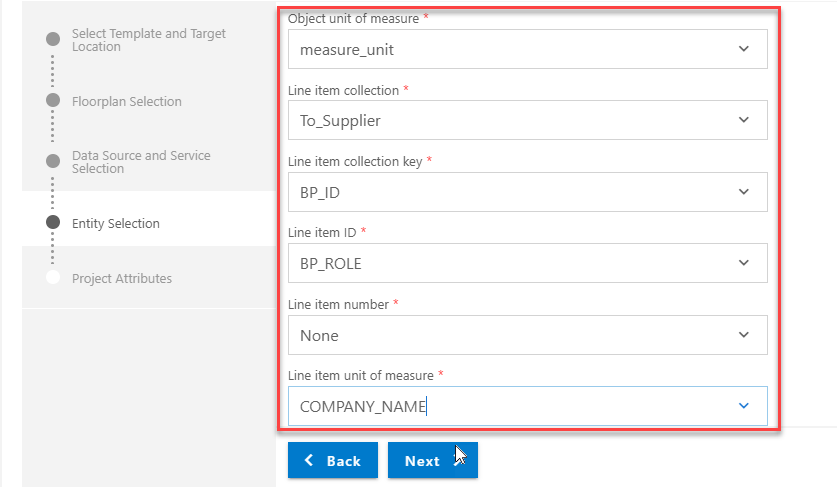 Select Template and Target
Location
Floorplan Selection
Data Source and Service
Selection
Entity Selection
Project Attributes
Object unit of measure *
measure_unit
Line item collection *
To_Supplier
Line item collection key *
BP_ID
Line item ID *
BP_ROLE
Line item number *
None
Line item unit of measure *
COMPANY_NAME
Back
Next